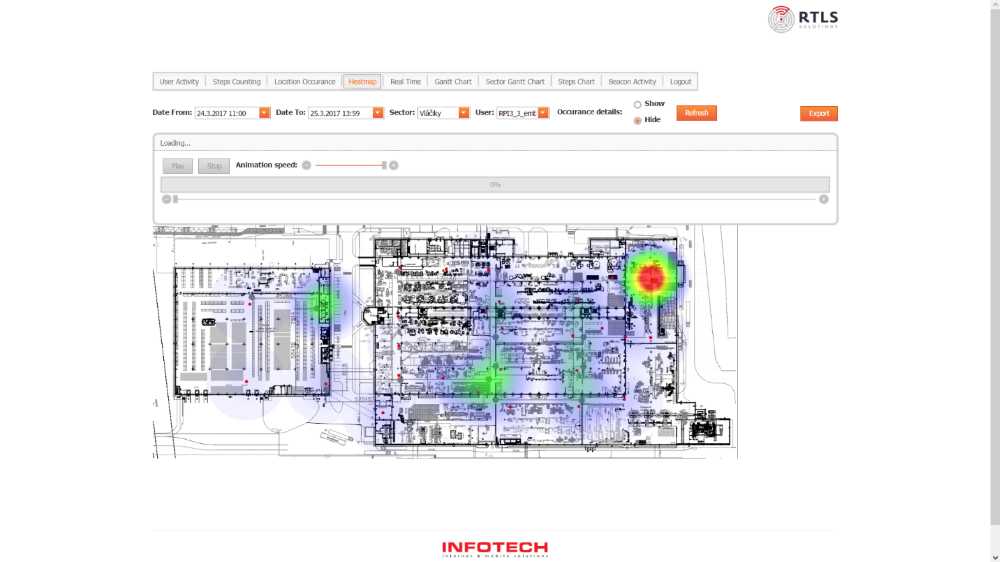 RTLS
SOLUTIONS
User Activity Steps Counting Location Occurance Heatmap Real Time Gantt Chart Sector Gantt Chart Steps Chart Beacon Activity Logout
Date From: 24.3.2017 11:00 Date To: 25.3.2017 13:59 Sector: Vláčiky User: RPI3_3_emb Occurance details: Show
Hide
Refresh
Export
Loading...
Play Stop Animation speed:
0%
INFOTECH
internet & mobile solutions